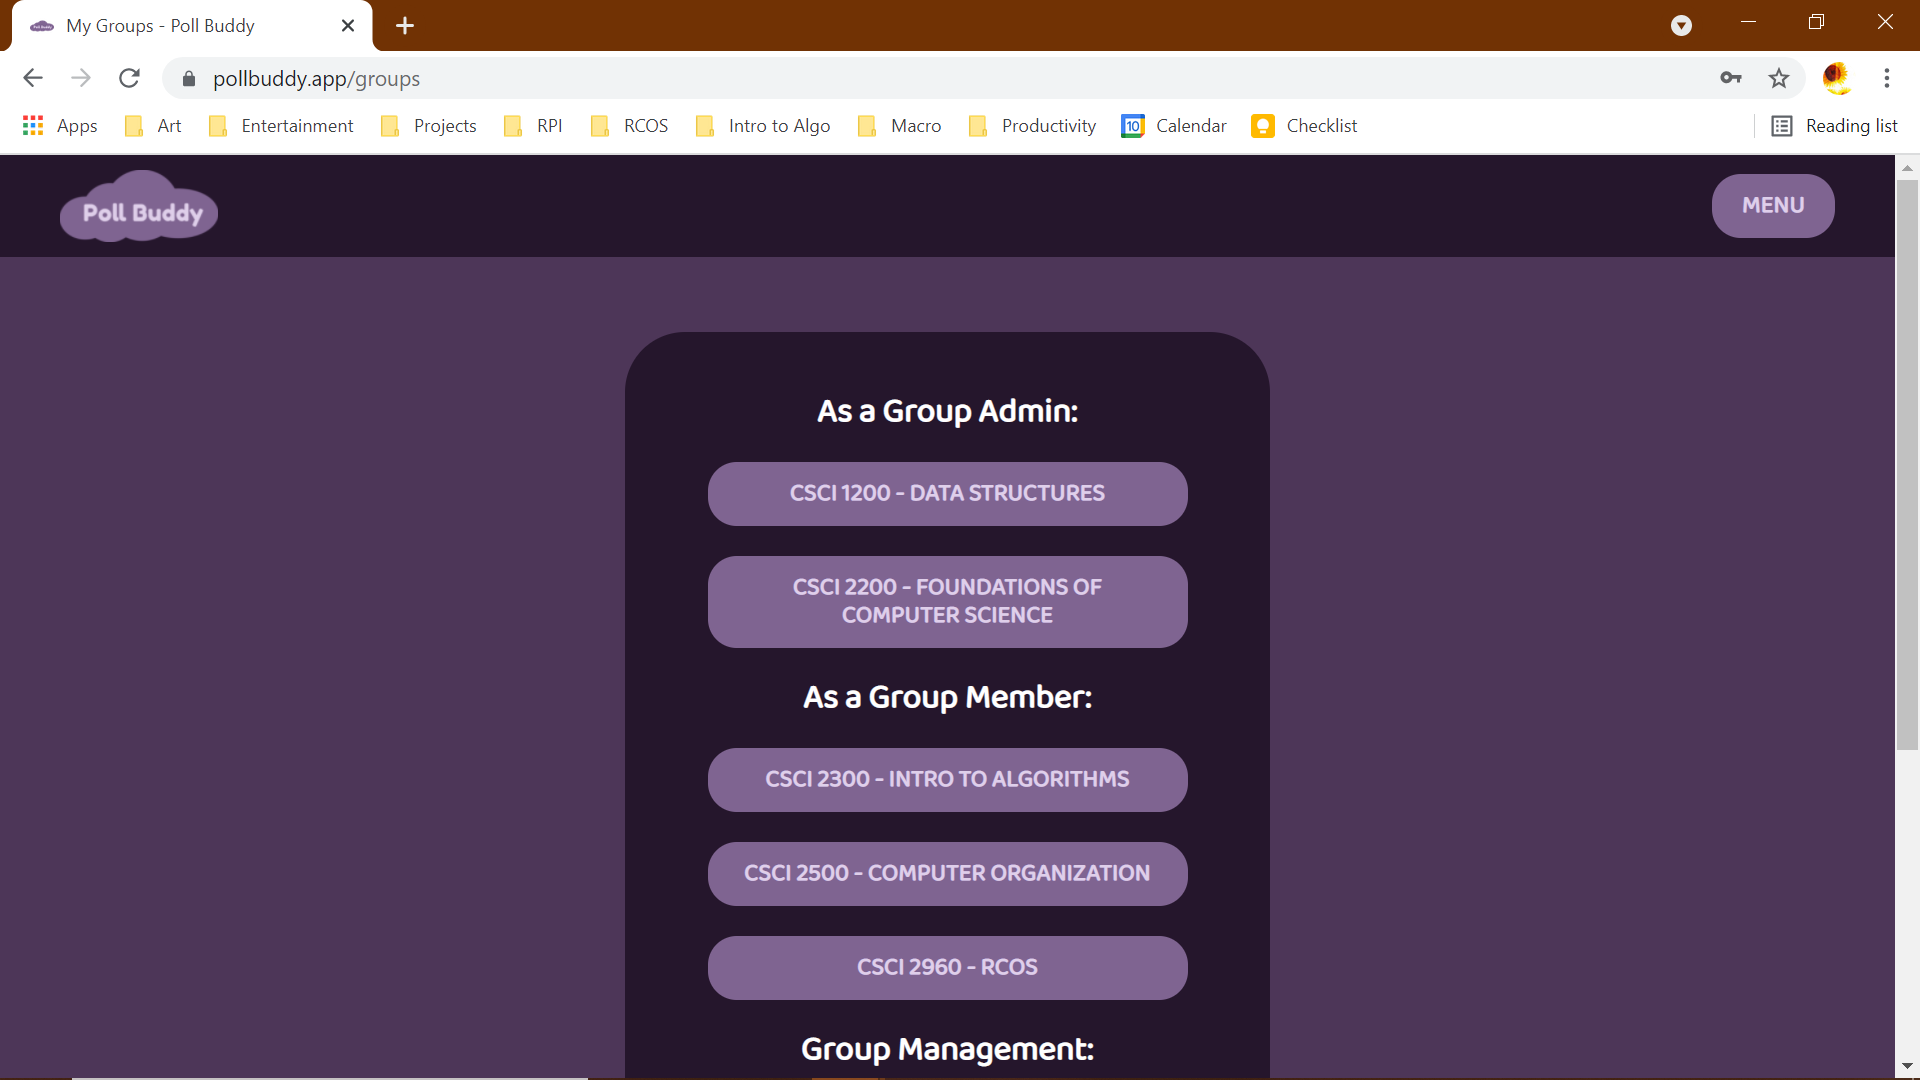 My Groups - Poll Buddy
pollbuddy.app/groups
Apps Art Entertainment Projects RPI RCOS Intro to Algo Macro Productivity 10 Calendar Checklist Reading list
Poll Buddy MENU
As a Group Admin:
CSCI 1200 - DATA STRUCTURES
CSCI 2200 - FOUNDATIONS OF
COMPUTER SCIENCE
As a Group Member:
CSCI 2300 - INTRO TO ALGORITHMS
CSCI 2500 - COMPUTER ORGANIZATION
CSCI 2960 - RCOS
Group Management: